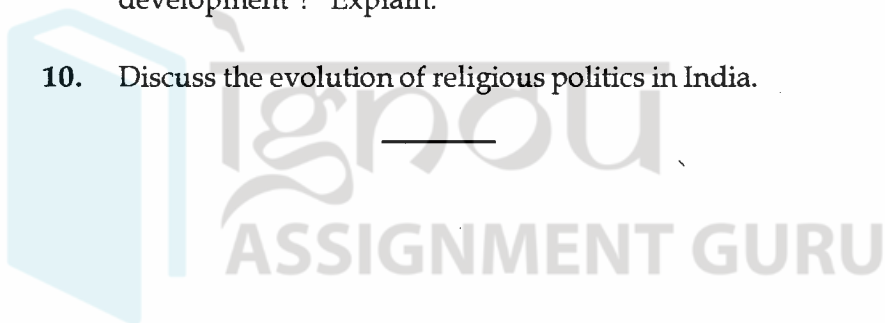 development ? Explain.
10. Discuss the evolution of religious politics in India.
ignou
ASSIGNMENT GURU